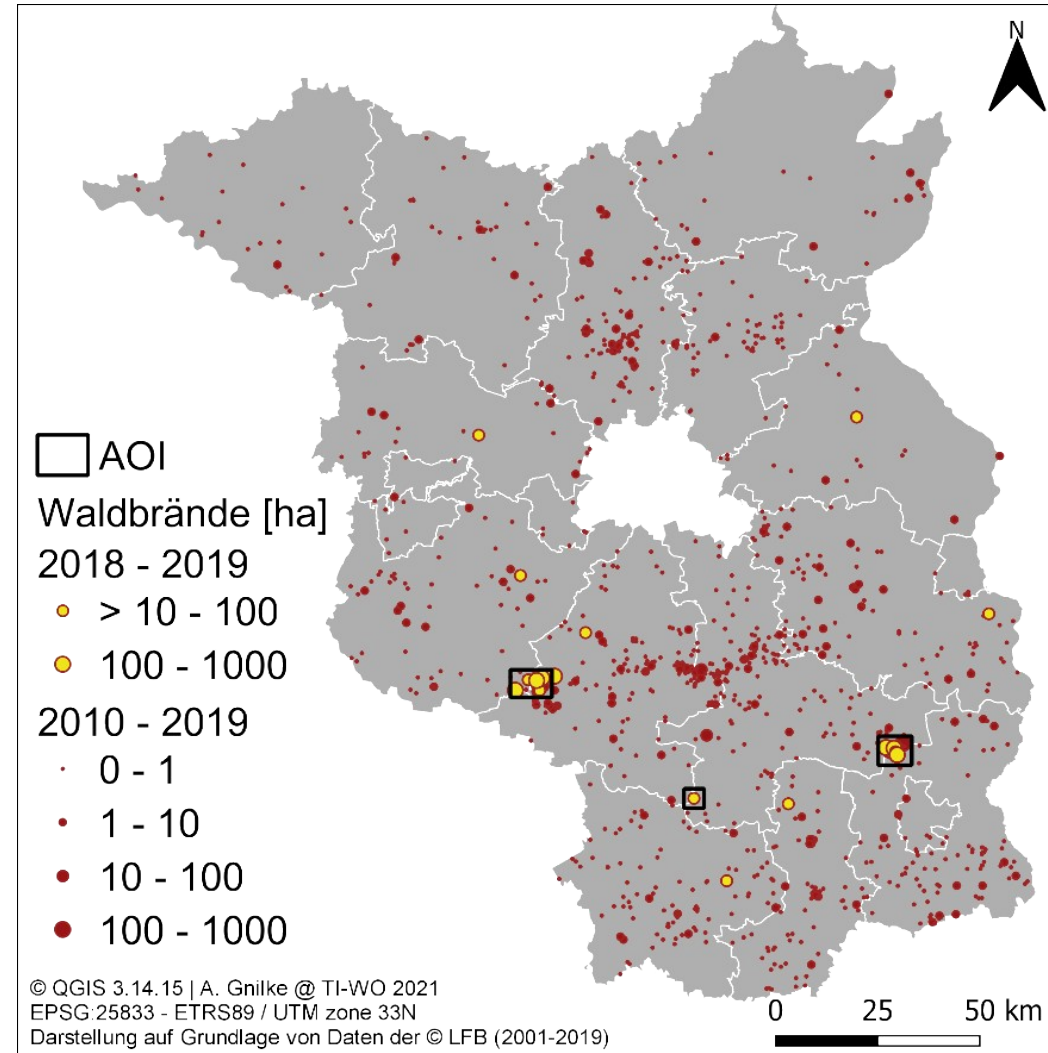 N
AOI
Waldbrände [ha]
2018 - 2019
> 10 - 100
100 - 1000
2010 - 2019
0 - 1
1 - 10
10 - 100
100 - 1000
© QGIS 3.14.15 | A. Gnilke @ TI-WO 2021
EPSG:25833 - ETRS89 / UTM zone 33N
Darstellung auf Grundlage von Daten der © LFB (2001-2019)
0 25 50 km